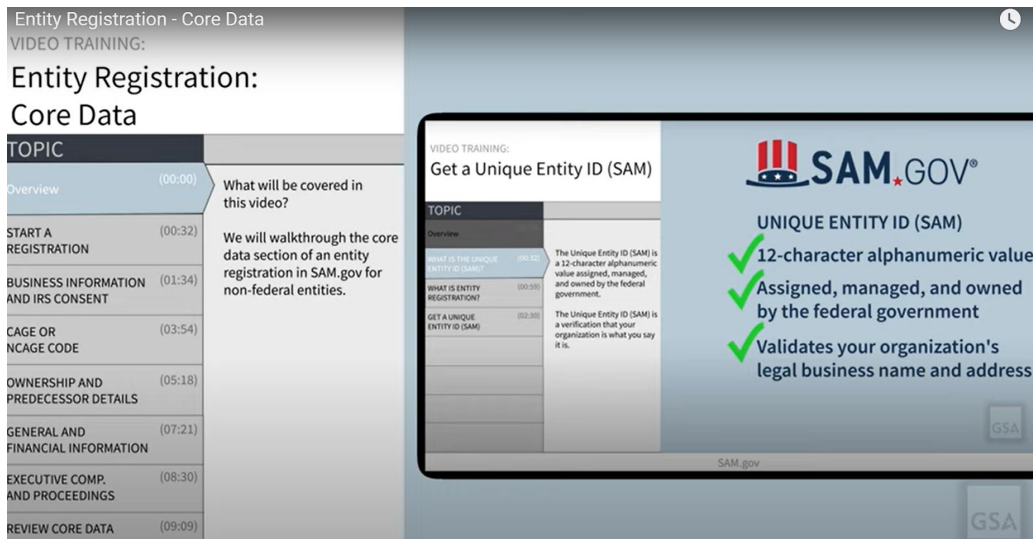 Entity Registration - Core Data
VIDEO TRAINING:
Entity Registration:
Core Data
TOPIC
Overview (00:00)
START A
REGISTRATION (00:32)
BUSINESS INFORMATION
AND IRS CONSENT (01:34)
CAGE OR
NCAGE CODE (03:54)
OWNERSHIP AND
PREDECESSOR DETAILS (05:18)
GENERAL AND
FINANCIAL INFORMATION (07:21)
EXECUTIVE COMP.
AND PROCEEDINGS (08:30)
REVIEW CORE DATA (09:09)
What will be covered in
this video?
We will walkthrough the core
data section of an entity
registration in SAM.gov for
non-federal entities.
VIDEO TRAINING:
Get a Unique Entity ID (SAM)
TOPIC
Overview
WHAT IS THE UNIQUE
ENTITY ID (SAM)? (00:32)
WHAT IS ENTITY
REGISTRATION? (00:59)
GET A UNIQUE
ENTITY ID (SAM) (02:30)
The Unique Entity ID (SAM) is
a 12-character alphanumeric
value assigned, managed,
and owned by the federal
government.
The Unique Entity ID (SAM) is
a verification that your
organization is what you say
it is.
SAM.GOV®
UNIQUE ENTITY ID (SAM)
12-character alphanumeric value
Assigned, managed, and owned
by the federal government
Validates your organization's
legal business name and address
GSA
SAM.gov
GSA